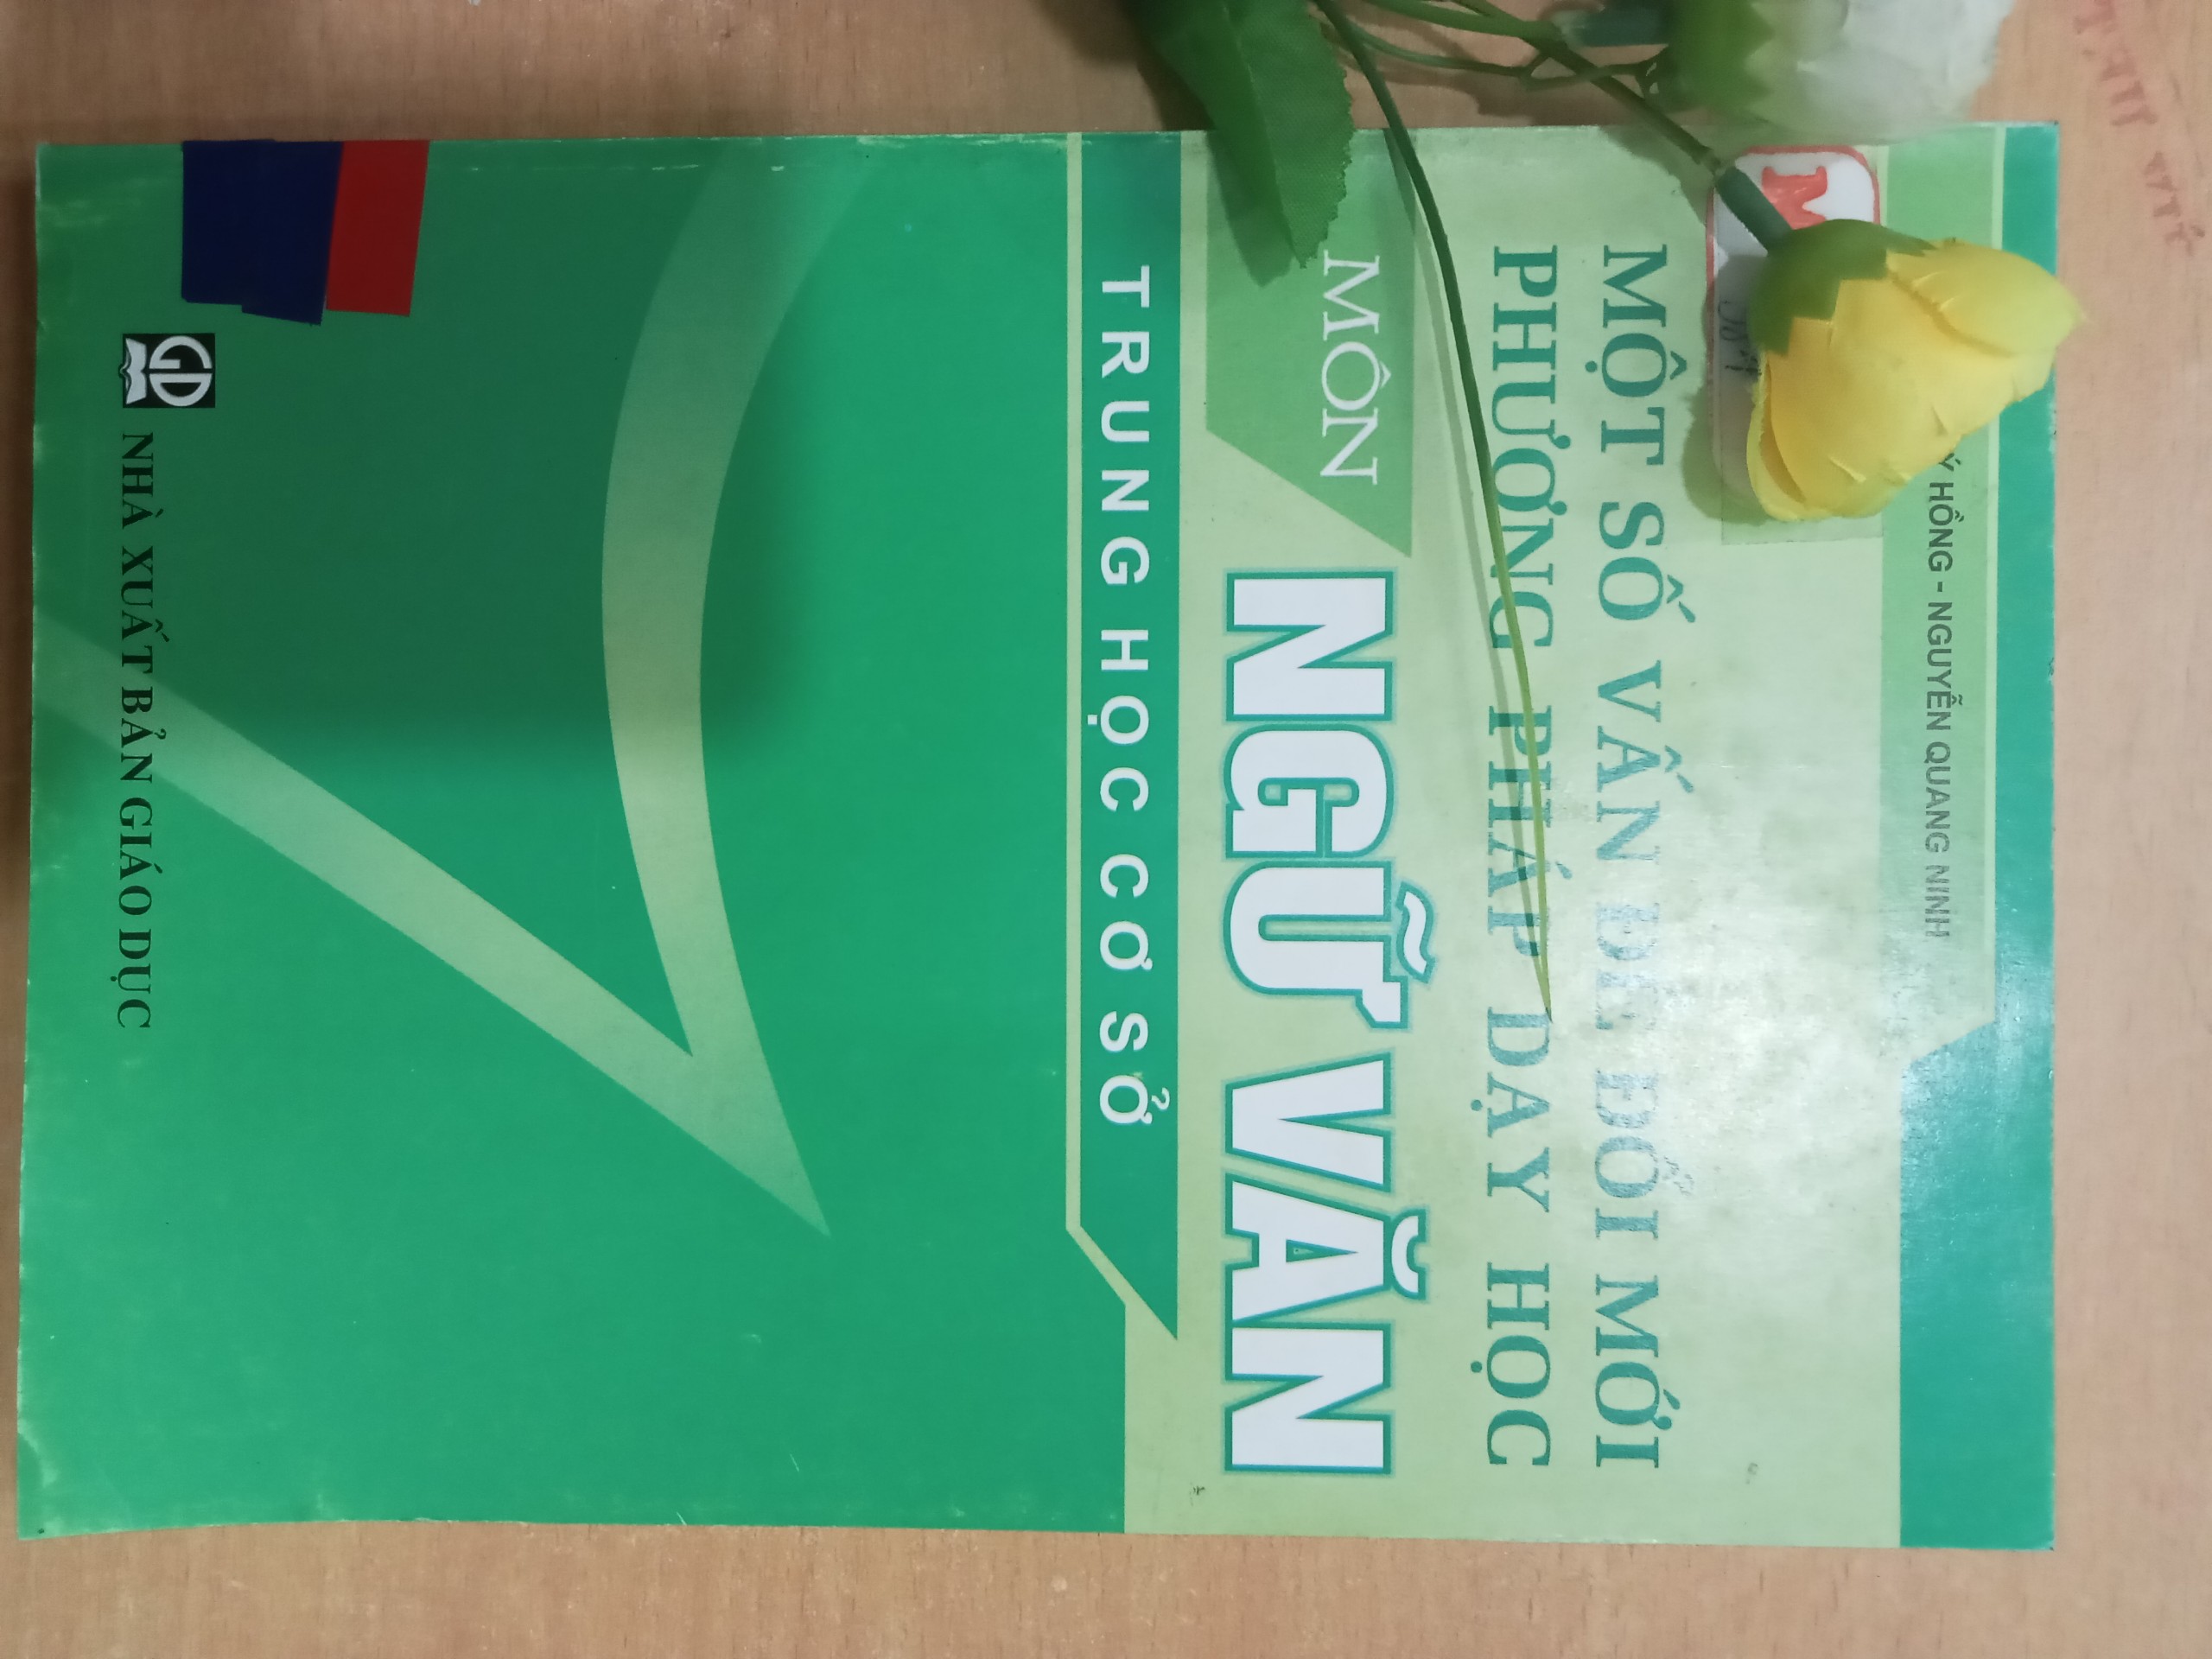 HỒNG - NGUYỄN QUANG NINH
M
MỘT SỐ VẤN ĐỀ ĐỔI MỚI
PHƯƠNG PHÁP DẠY HỌC
MÔN
NGỮ VĂN
TRUNG HỌC CƠ SỞ
GD
NHÀ XUẤT BẢN GIÁO DỤC